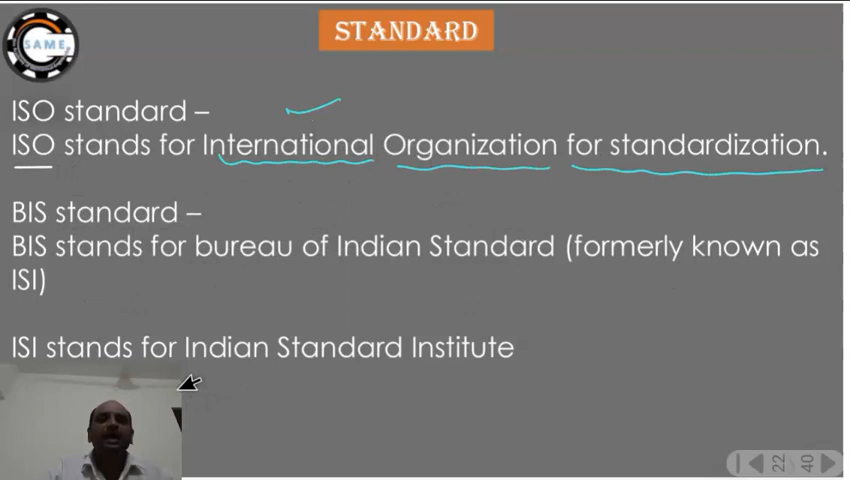 STANDARD
SAME
ISO standard –
ISO stands for International Organization for standardization.
BIS standard –
BIS stands for bureau of Indian Standard (formerly known as
ISI)
ISI stands for Indian Standard Institute
22
40